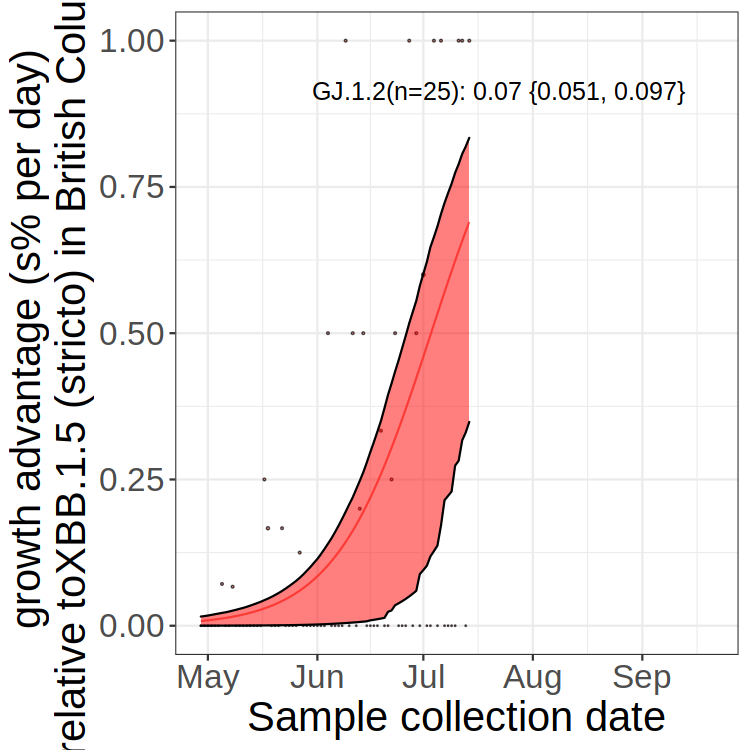 growth advantage (s% per day)
relative toXBB.1.5 (stricto) in British Colu
1.00
0.75
0.50
0.25
0.00
GJ.1.2(n=25): 0.07 {0.051, 0.097}
May Jun Jul Aug Sep
Sample collection date